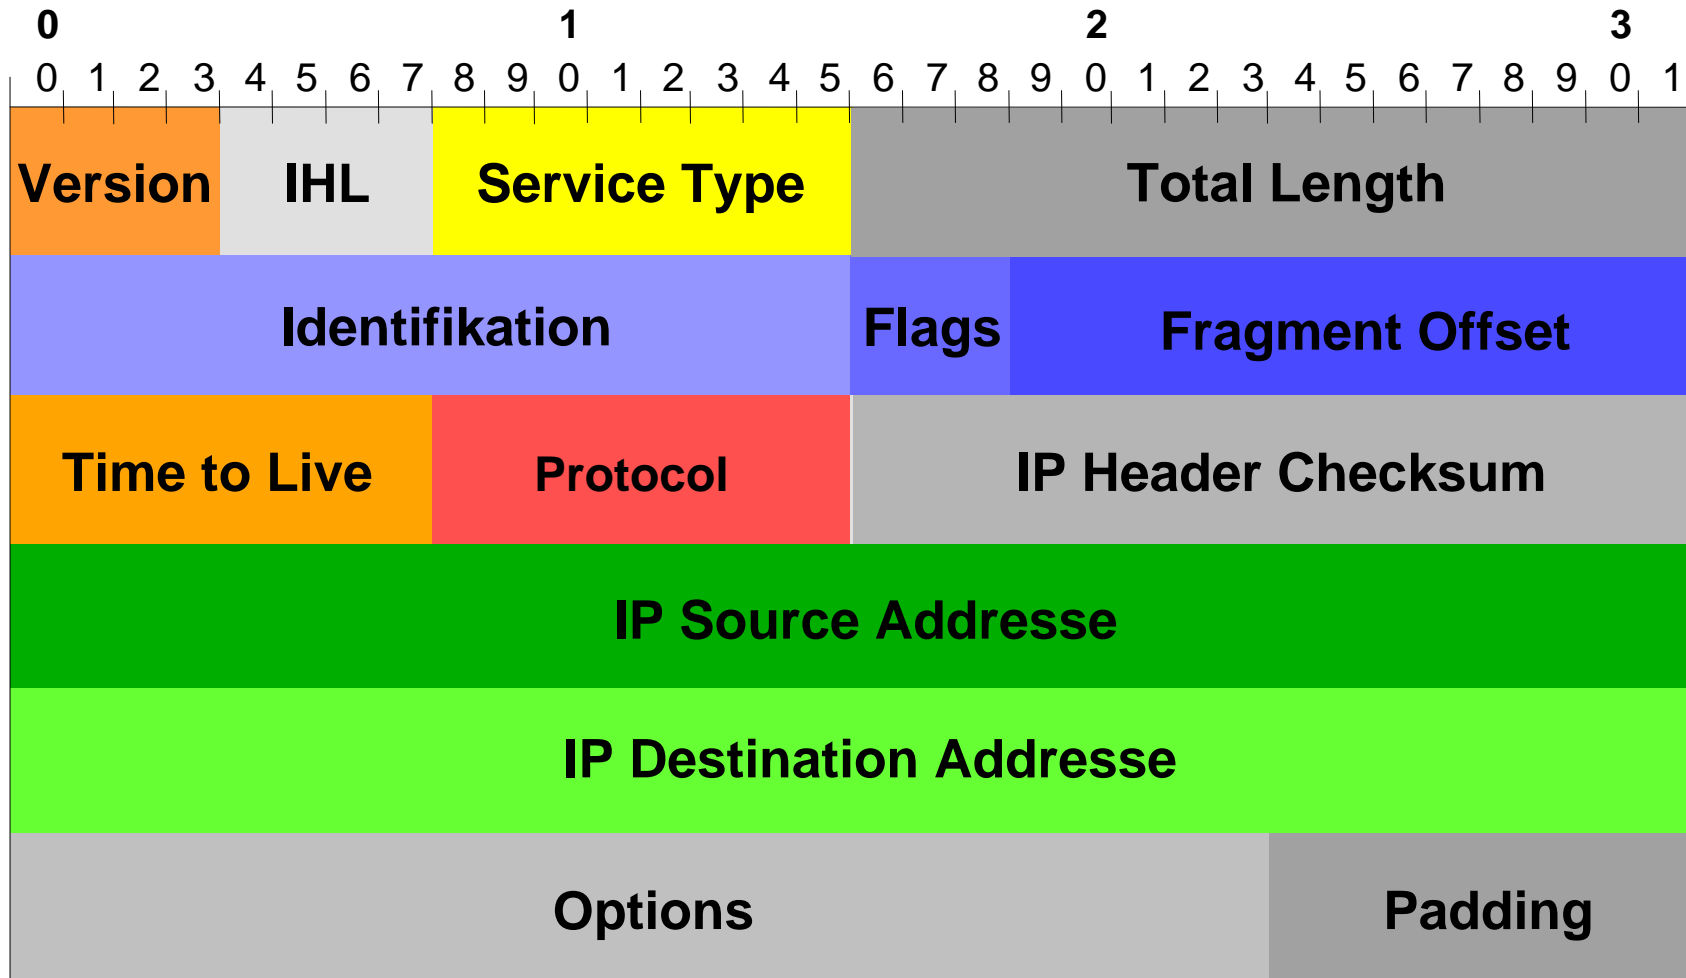 0 1 2 3
0 1 2 3 4 5 6 7 8 9 0 1 2 3 4 5 6 7 8 9 0 1 2 3 4 5 6 7 8 9 0 1
Version IHL Service Type Total Length
Identifikation Flags Fragment Offset
Time to Live Protocol IP Header Checksum
IP Source Addresse
IP Destination Addresse
Options Padding